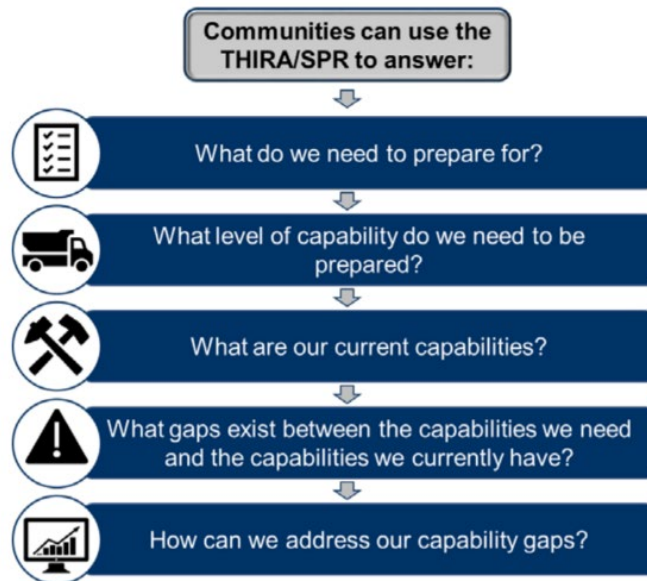 Communities can use the
THIRA/SPR to answer:
What do we need to prepare for?
What level of capability do we need to be
prepared?
What are our current capabilities?
What gaps exist between the capabilities we need
and the capabilities we currently have?
How can we address our capability gaps?